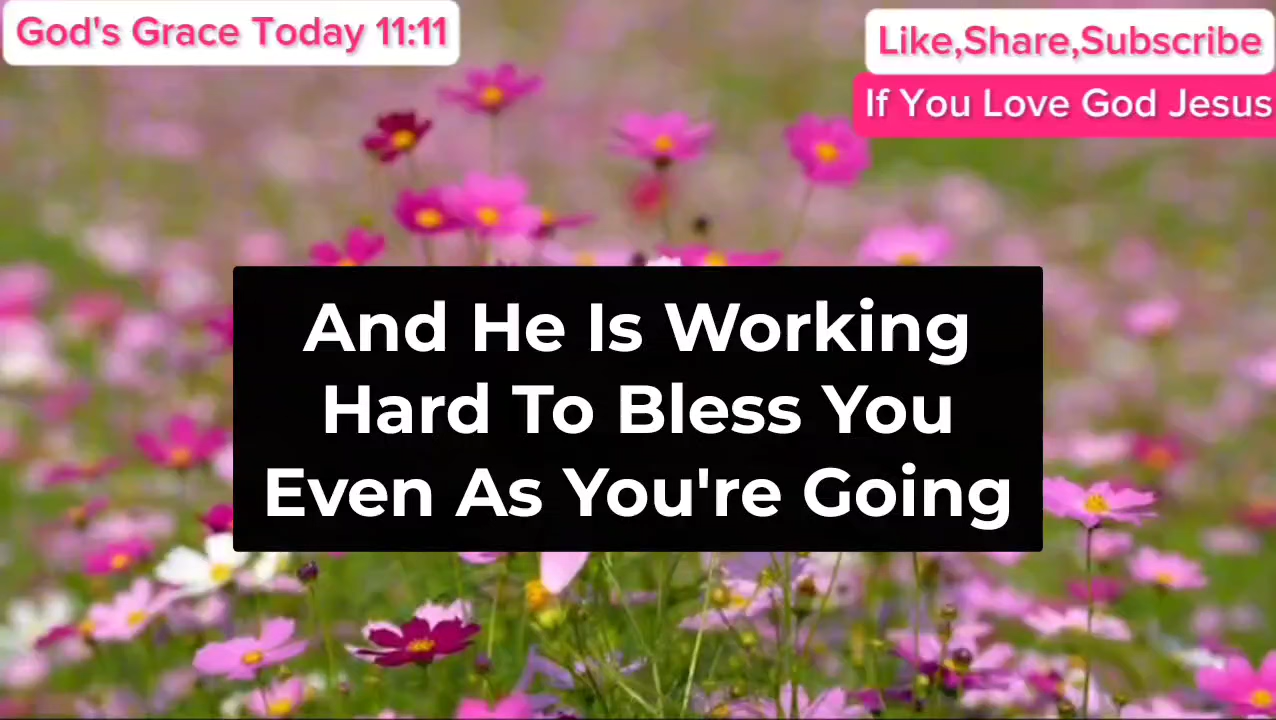 God's Grace Today 11:11
Like,Share,Subscribe
If You Love God Jesus
And He Is Working
Hard To Bless You
Even As You're Going